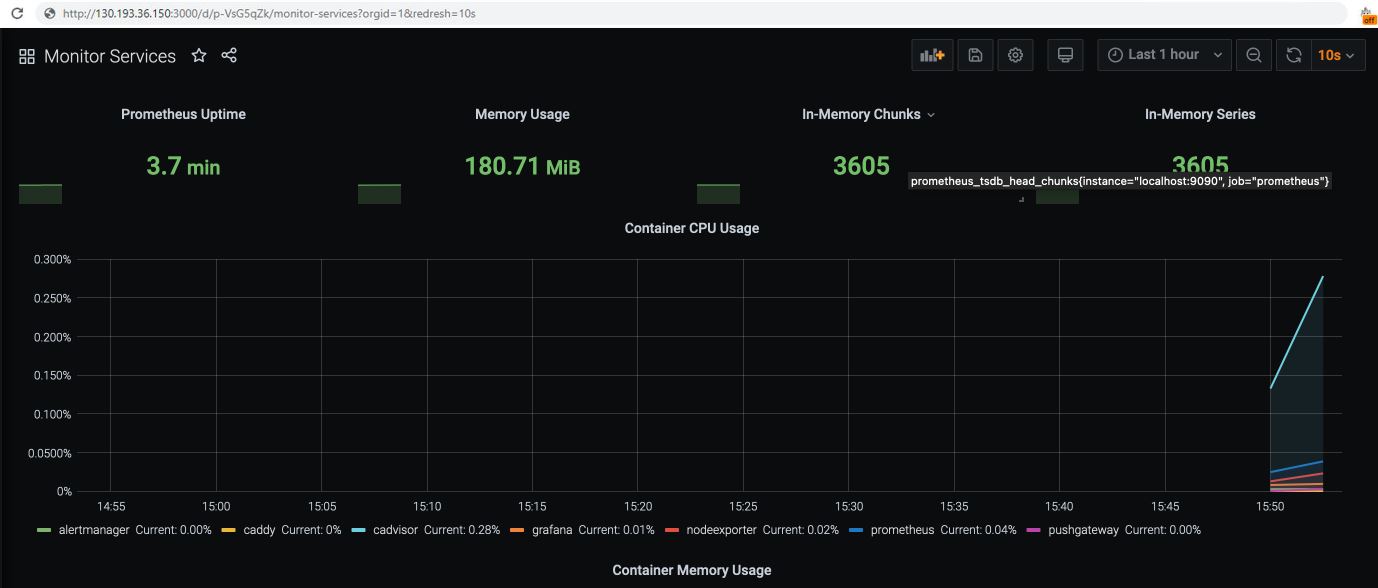 http://130.193.36.150:3000/d/p-VsG5qZk/monitor-services?orgid=1&redresh=10s
off
Monitor Services
Last 1 hour
10s
Prometheus Uptime
Memory Usage
In-Memory Chunks
In-Memory Series
3.7 min
180.71 MiB
3605
3605
prometheus_tsdb_head_chunks{instance="localhost:9090", job="prometheus"}
Container CPU Usage
0.300%
0.250%
0.200%
0.150%
0.100%
0.0500%
0%
14:55 15:00 15:05 15:10 15:15 15:20 15:25 15:30 15:35 15:40 15:45 15:50
alertmanager Current: 0.00% caddy Current: 0% cadvisor Current: 0.28% grafana Current: 0.01% nodeexporter Current: 0.02% prometheus Current: 0.04% pushgateway Current: 0.00%
Container Memory Usage